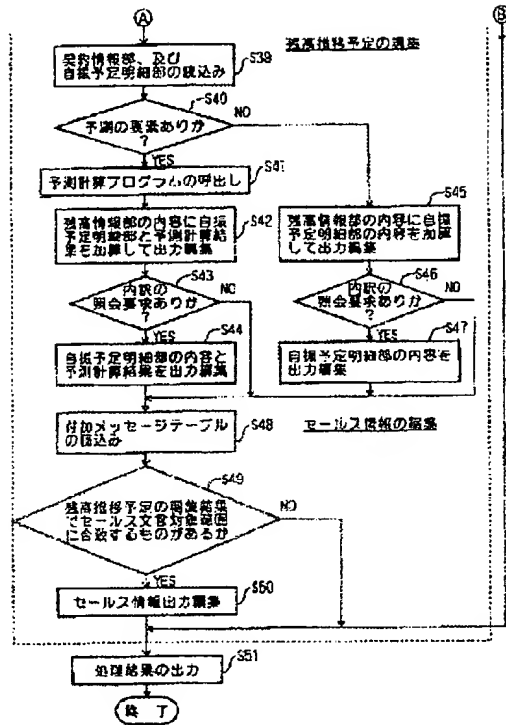 A
B
残高推移予定の編集
S39
契約情報部、及び
自振予定明細部の読込み
S40
予測の要素ありか
?
NO
YES
S41
予測計算プログラムの呼出し
S42
残高情報部の内容に自振
予定明細部と予測計算結
果を加算して出力編集
S45
残高情報部の内容に自振
予定明細部の内容を加算
して出力編集
S43
内訳の
照会要求ありか
?
NO
YES
S46
内訳の
照会要求ありか
?
NO
YES
S44
自振予定明細部の内容と
予測計算結果を出力編集
S47
自振予定明細部の内容を
出力編集
セールス情報の編集
S48
付加メッセージテーブル
の読込み
S49
残高推移予定の編集結果
でセールス文言対象範囲
に合致するものがあるか
NO
YES
S50
セールス情報出力編集
S51
処理結果の出力
終 了